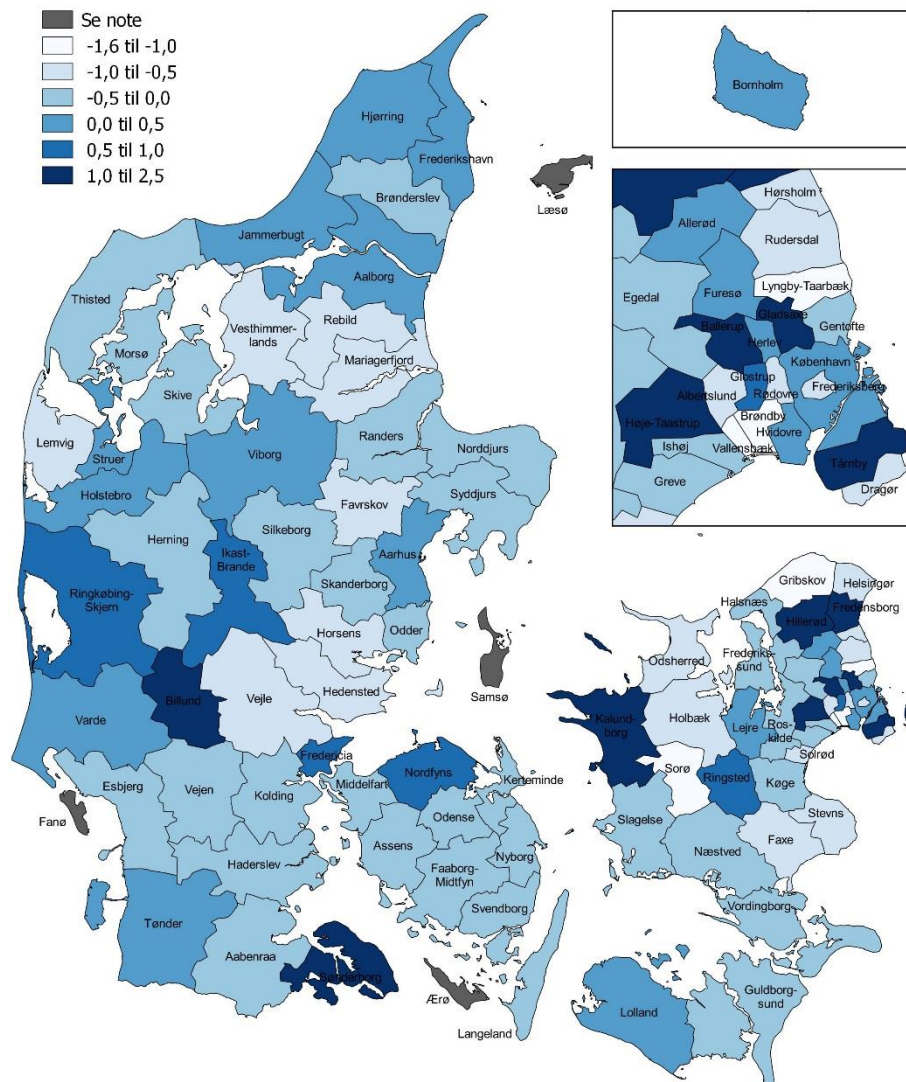 Se note
-1,6 til -1,0
-1,0 til -0,5
-0,5 til 0,0
0,0 til 0,5
0,5 til 1,0
1,0 til 2,5
Hjørring
Frederikshavn
Brønderslev
Læsø
Jammerbugt
Aalborg
Thisted
Vesthimmer-
lands
Rebild
Morsø
Mariagerfjord
Skive
Lemvig
Struer
Viborg
Randers
Norddjurs
Holstebro
Favrskov
Syddjurs
Herning
Silkeborg
Ikast-
Brande
Aarhus
Ringkøbing-
Skjern
Skanderborg
Horsens
Odder
Hedensted
Samsø
Billund
Vejle
Varde
Fredericia
Nordfyns
Esbjerg
Vejen
Kolding
Middelfart
Kerteminde
Fanø
Odense
Assens
Nyborg
Haderslev
Faaborg-
Midtfyn
Svendborg
Tønder
Aabenraa
Sønderborg
Ærø
Langeland
Bornholm
Hørsholm
Allerød
Rudersdal
Egedal
Furesø
Lyngby-Taarbæk
Gladsaxe
Ballerup
Gentofte
Herlev
København
Glostrup
Albertslund
Rødovre
Frederiksberg
Høje-Taastrup
Brøndby
Hvidovre
Ishøj
Vallensbæk
Tårnby
Greve
Dragør
Gribskov
Helsingør
Halsnæs
Hillerød
Fredensborg
Odsherred
Frederiks-
sund
Kalund-
borg
Holbæk
Lejre
Ros-
kilde
Solrød
Sorø
Ringsted
Køge
Slagelse
Stevns
Næstved
Faxe
Vordingborg
Guldborg-
sund
Lolland